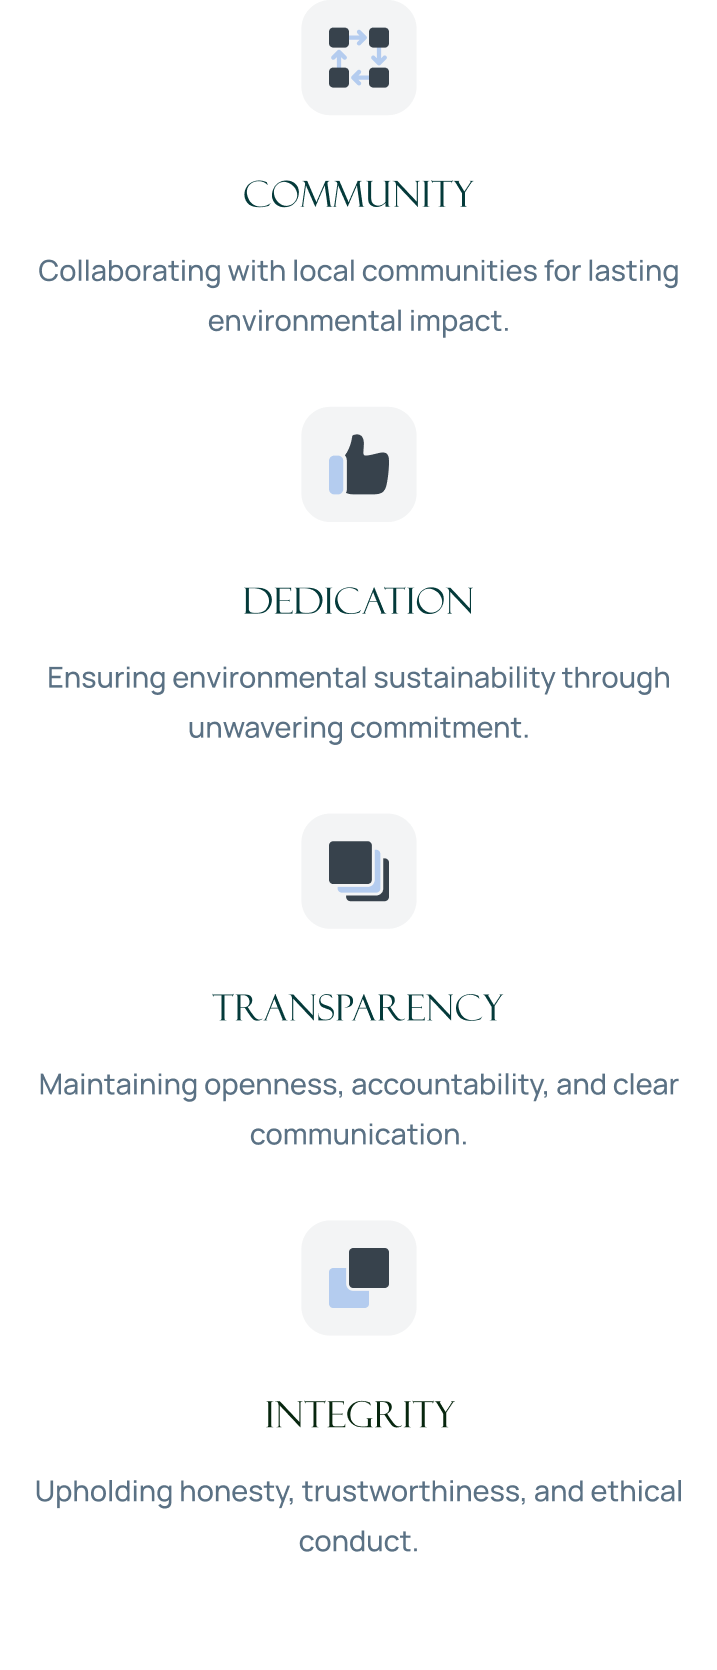 COMMUNITY
Collaborating with local communities for lasting
environmental impact.
DEDICATION
Ensuring environmental sustainability through
unwavering commitment.
TRANSPARENCY
Maintaining openness, accountability, and clear
communication.
INTEGRITY
Upholding honesty, trustworthiness, and ethical
conduct.